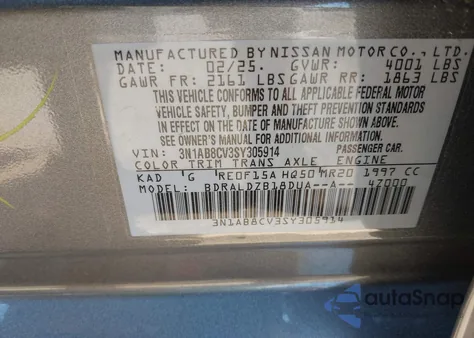 MANUFACTURED BY NISSAN MOTOR CO., LTD.
DATE: 02/25. GVWR: 4001 LBS
GAWR FR: 2161 LBS GAWR RR: 1863 LBS
THIS VEHICLE CONFORMS TO ALL APPLICABLE FEDERAL MOTOR
VEHICLE SAFETY, BUMPER AND THEFT PREVENTION STANDARDS
IN EFFECT ON THE DATE OF MANUFACTURE SHOWN ABOVE.
SEE OWNER'S MANUAL FOR ADDITIONAL INFORMATION.
VIN: 3N1AB8CV3SY305914 PASSENGER CAR.
COLOR TRIM TRANS AXLE ENGINE
KAD G RE0F15A HQ50 MR20 1997 CC
MODEL: BDRALDZB18DUA--A-- 47000
3N1AB8CV3SY305914
autoSnap